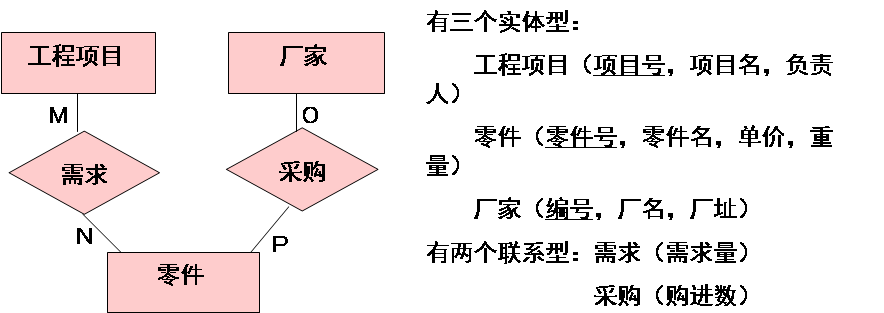 工程项目
厂家
M
O
需求
采购
N
P
零件
有三个实体型：
工程项目（项目号，项目名，负责
人）
零件（零件号，零件名，单价，重
量）
厂家（编号，厂名，厂址）
有两个联系型：需求（需求量）
采购（购进数）